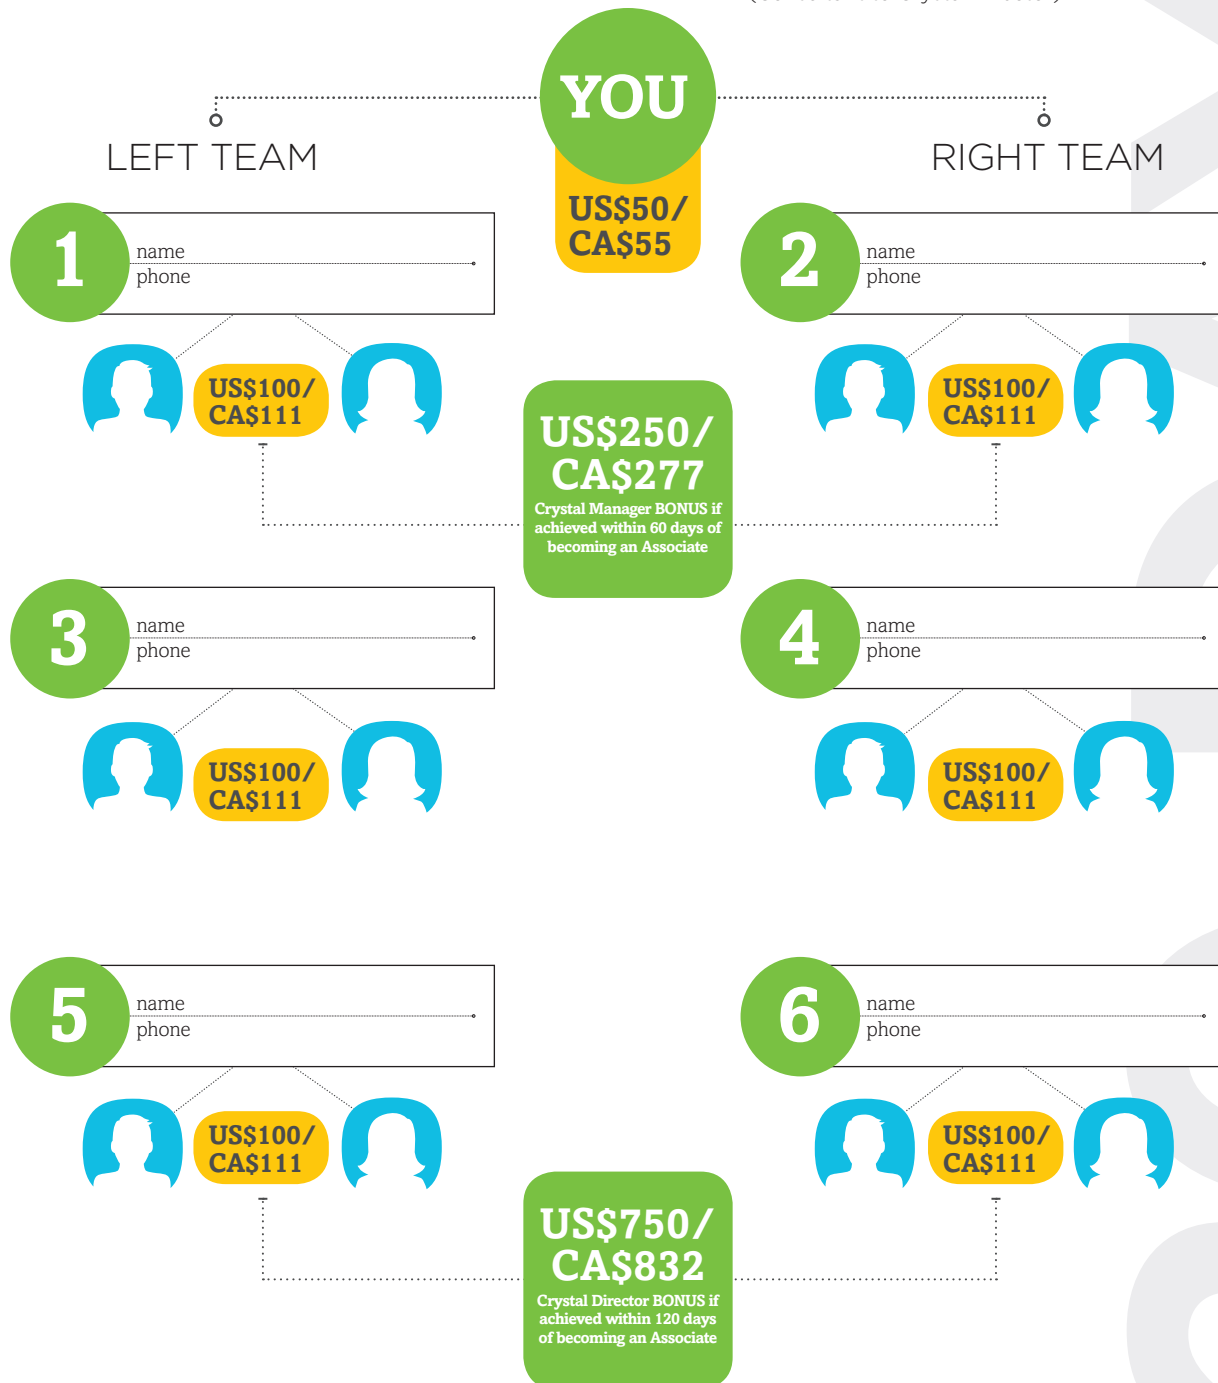 YOU
LEFT TEAM
RIGHT TEAM
US$50/
CA$55
1
name
phone
2
name
phone
US$100/
CA$111
US$100/
CA$111
US$250/
CA$277
Crystal Manager BONUS if
achieved within 60 days of
becoming an Associate
3
name
phone
4
name
phone
US$100/
CA$111
US$100/
CA$111
5
name
phone
6
name
phone
US$100/
CA$111
US$100/
CA$111
US$750/
CA$832
Crystal Director BONUS if
achieved within 120 days
of becoming an Associate